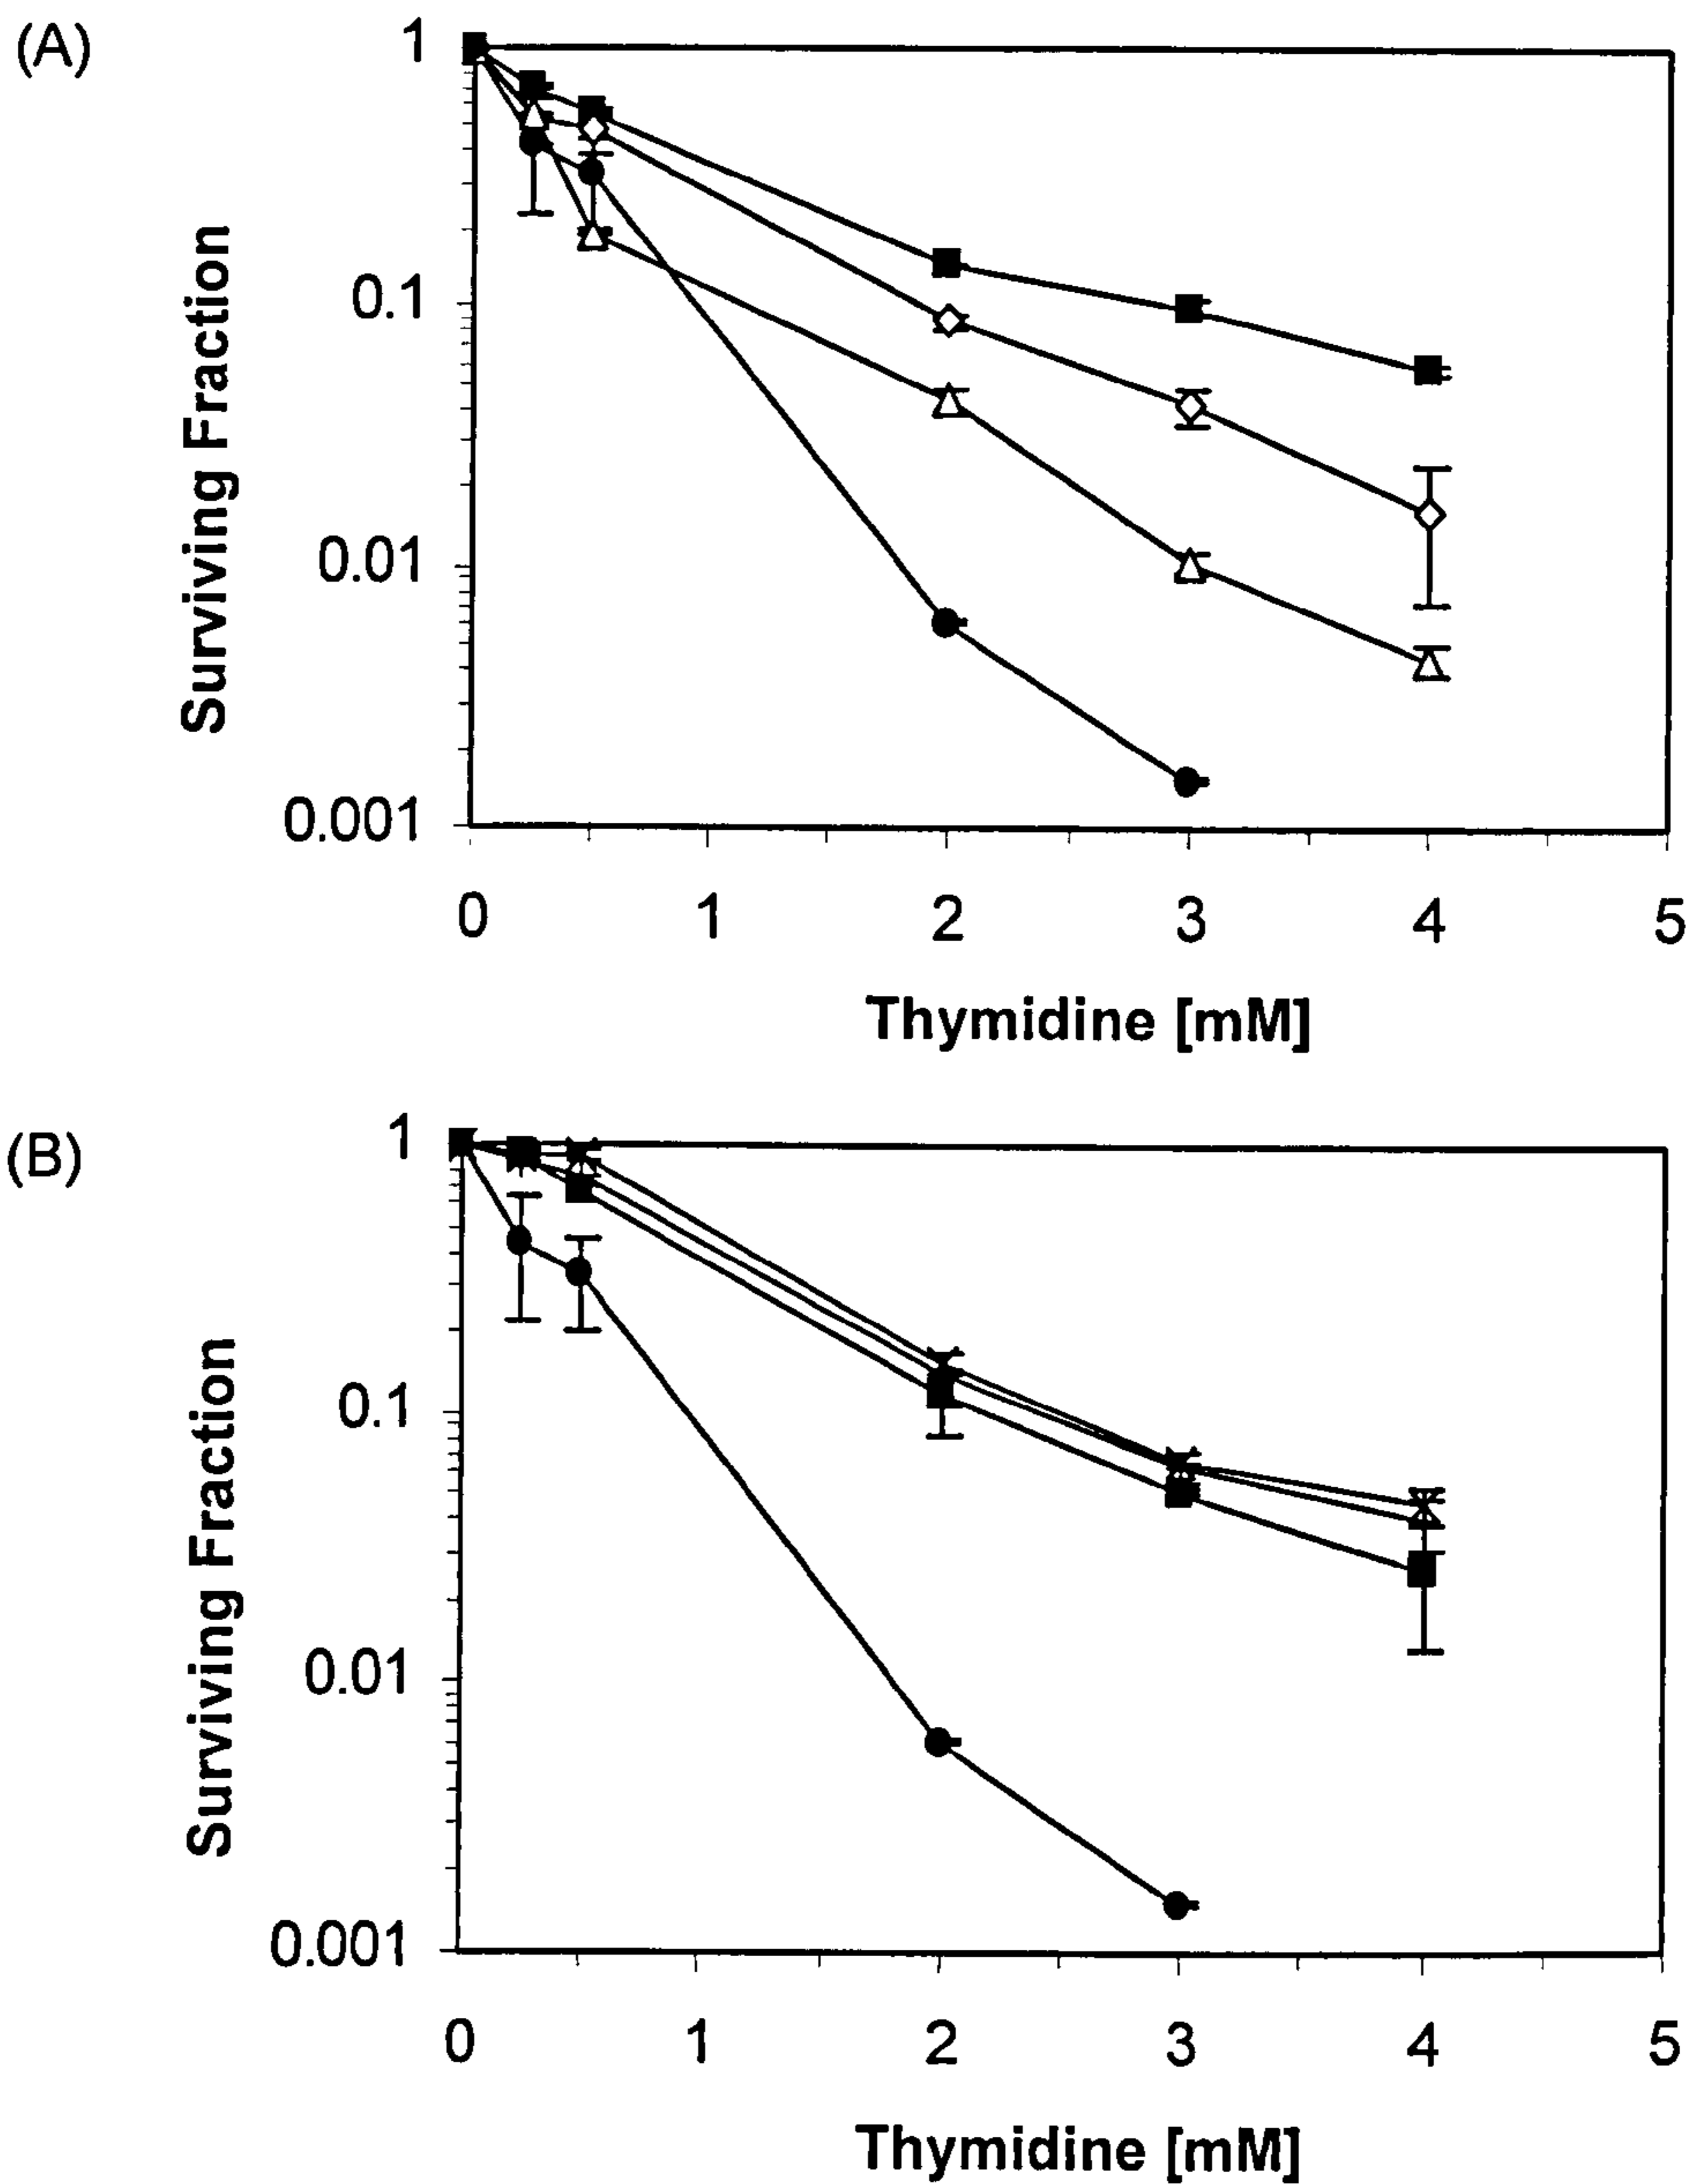 (A)
1
0.1
0.01
0.001
Surviving Fraction
0 1 2 3 4 5
Thymidine [mM]
(B)
1
0.1
0.01
0.001
Surviving Fraction
0 1 2 3 4 5
Thymidine [mM]